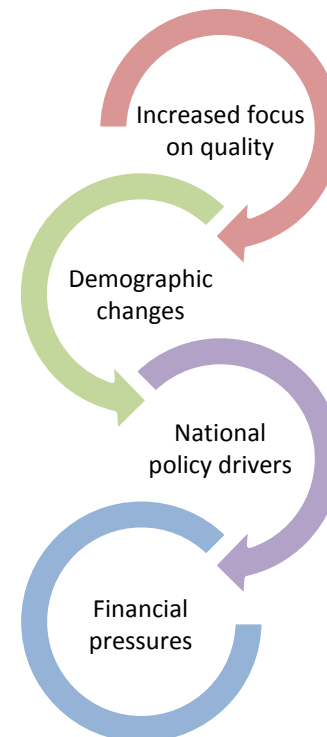 Increased focus
on quality
Demographic
changes
National
policy drivers
Financial
pressures